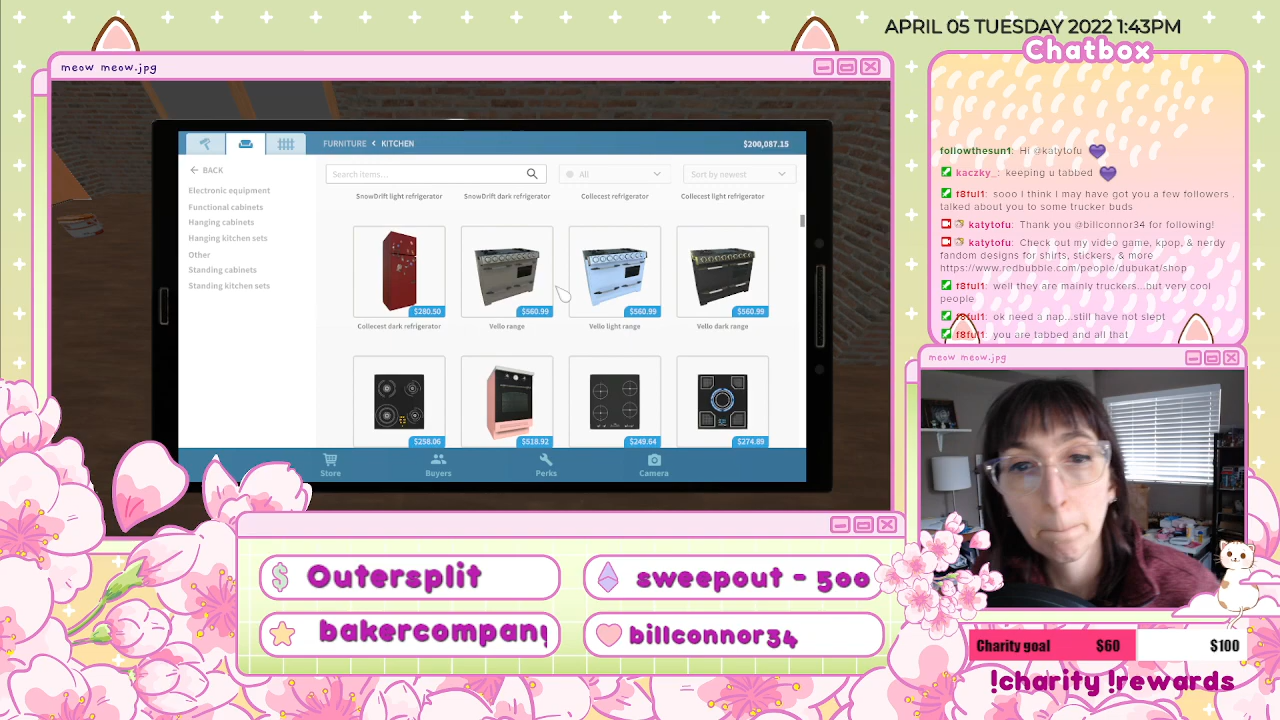 APRIL 05 TUESDAY 2022 1:43PM
meow meow.jpg
FURNITURE < KITCHEN
$200,087.15
BACK
Search items...
All
Sort by newest
Electronic equipment
Functional cabinets
Hanging cabinets
Hanging kitchen sets
Other
Standing cabinets
Standing kitchen sets
SnowDrift light refrigerator
SnowDrift dark refrigerator
Collecest refrigerator
Collecest light refrigerator
$280.50
$560.99
$560.99
$560.99
Collecest dark refrigerator
Vello range
Vello light range
Vello dark range
$258.06
$518.92
$249.64
$274.89
Store
Buyers
Perks
Camera
Chatbox
followthesun1: Hi @katytofu
kaczky_: keeping u tabbed
f8ful1: sooo I think I may have got you a few followers .
talked about you to some trucker buds
katytofu: Thank you @billconnor34 for following!
katytofu: Check out my video game, kpop, & nerdy
fandom designs for shirts, stickers, & more
https://www.redbubble.com/people/dubukat/shop
f8ful1: well they are mainly truckers...but very cool
people
f8ful1: ok need a nap...still have not slept
f8ful1: you are tabbed and all that
meow meow.jpg
Outersplit
sweepout - 500
bakercompany
billconnor34
Charity goal
$60
$100
!charity !rewards